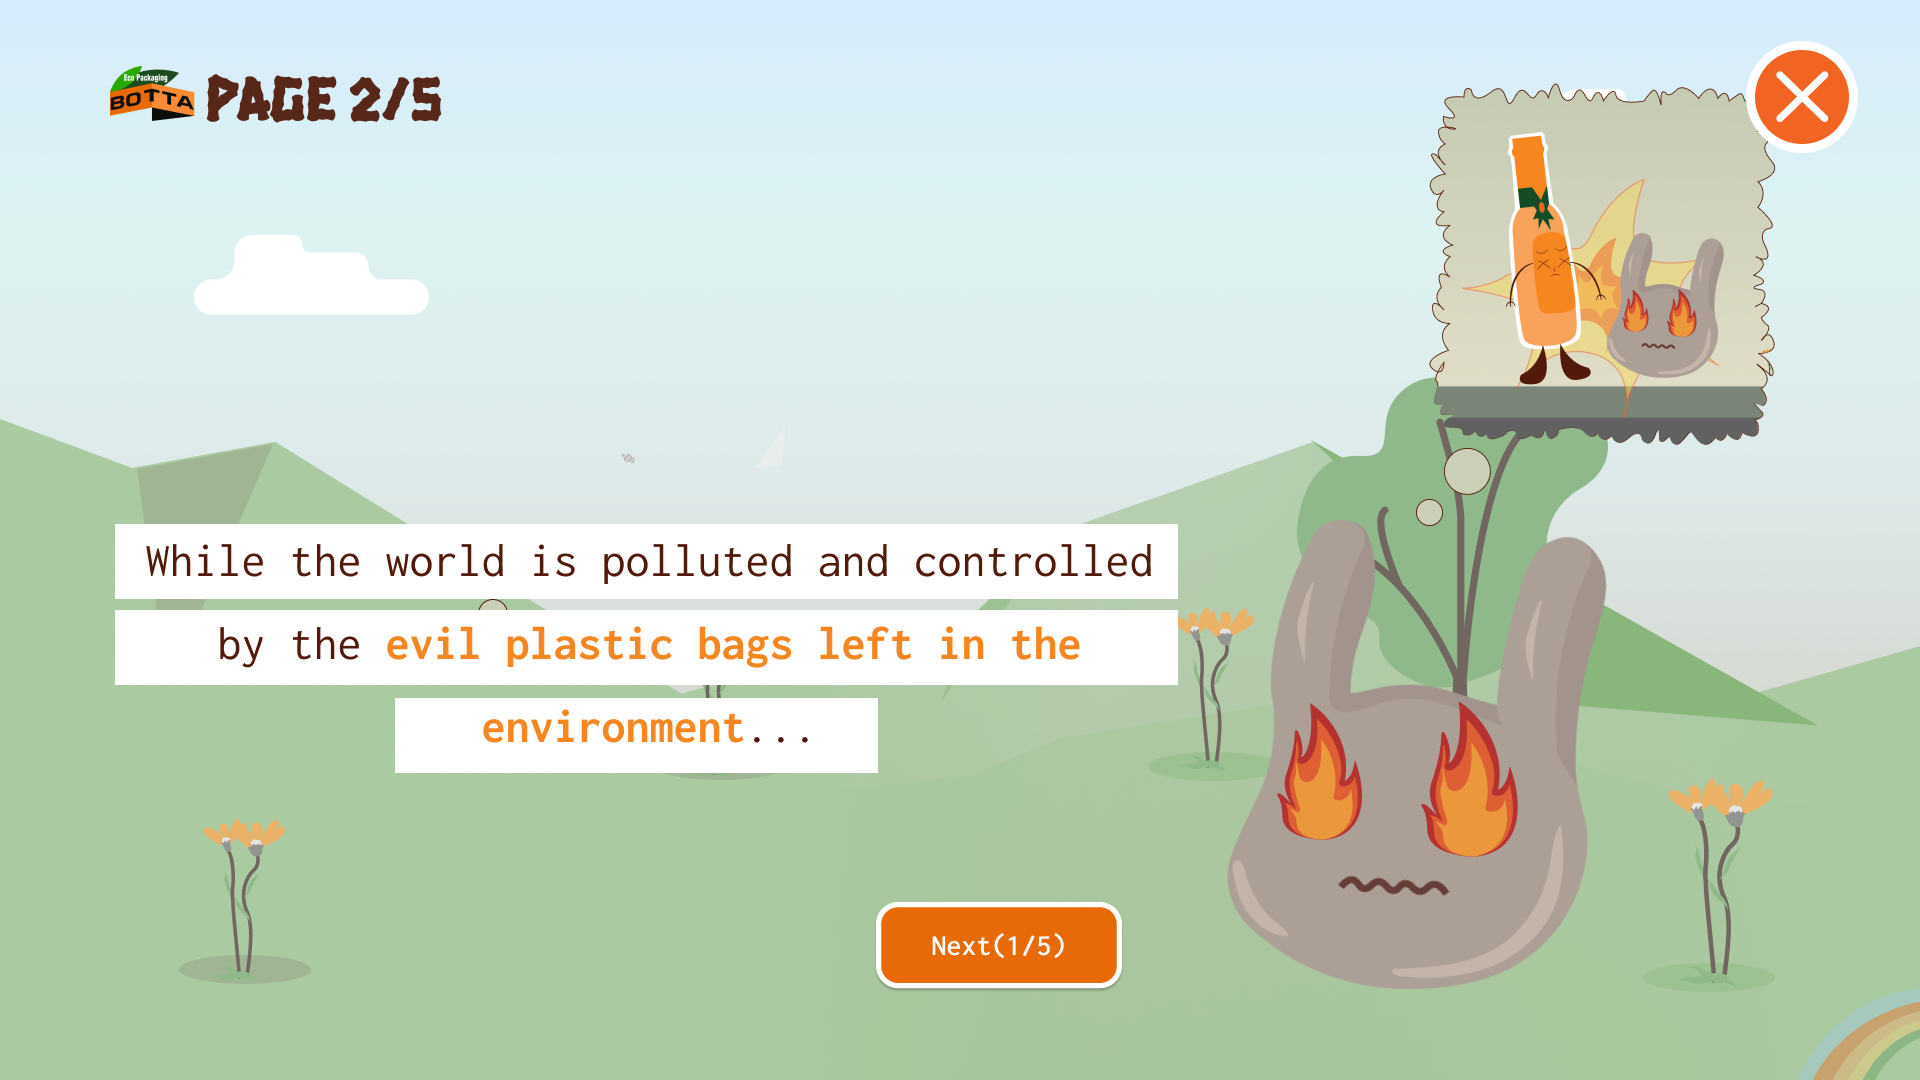 Eco Packaging
BOTTA
PAGE 2/5
While the world is polluted and controlled
by the evil plastic bags left in the
environment...
Next(1/5)